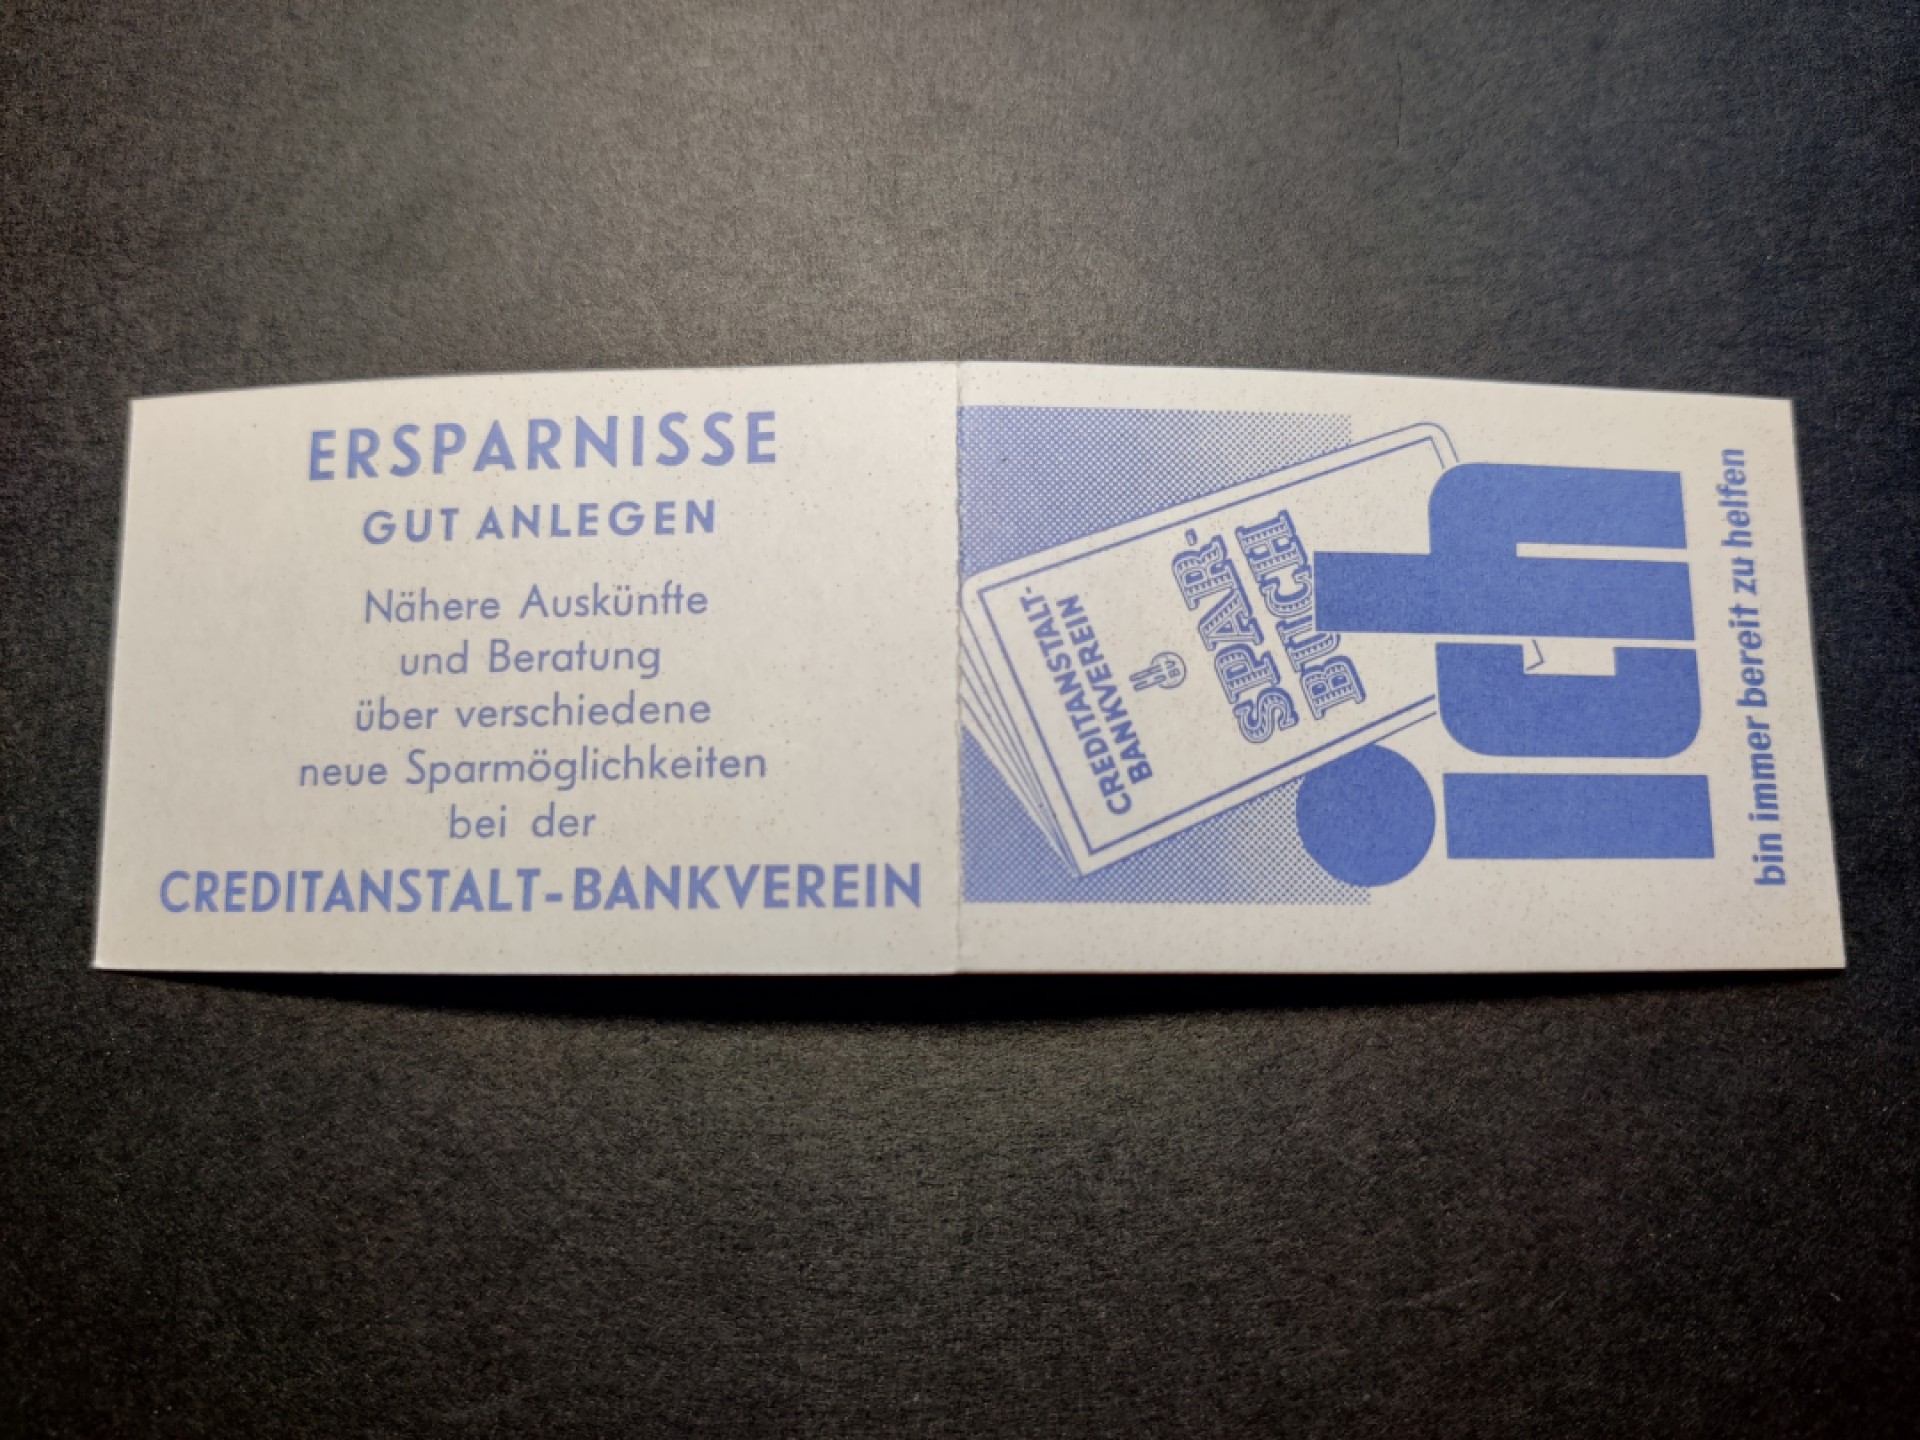 ERSPARNISSE
GUT ANLEGEN
Nähere Auskünfte
und Beratung
über verschiedene
neue Sparmöglichkeiten
bei der
CREDITANSTALT-BANKVEREIN
CREDITANSTALT-
BANKVEREIN
BV
SPAR-
BUCH
ich
bin immer bereit zu helfen